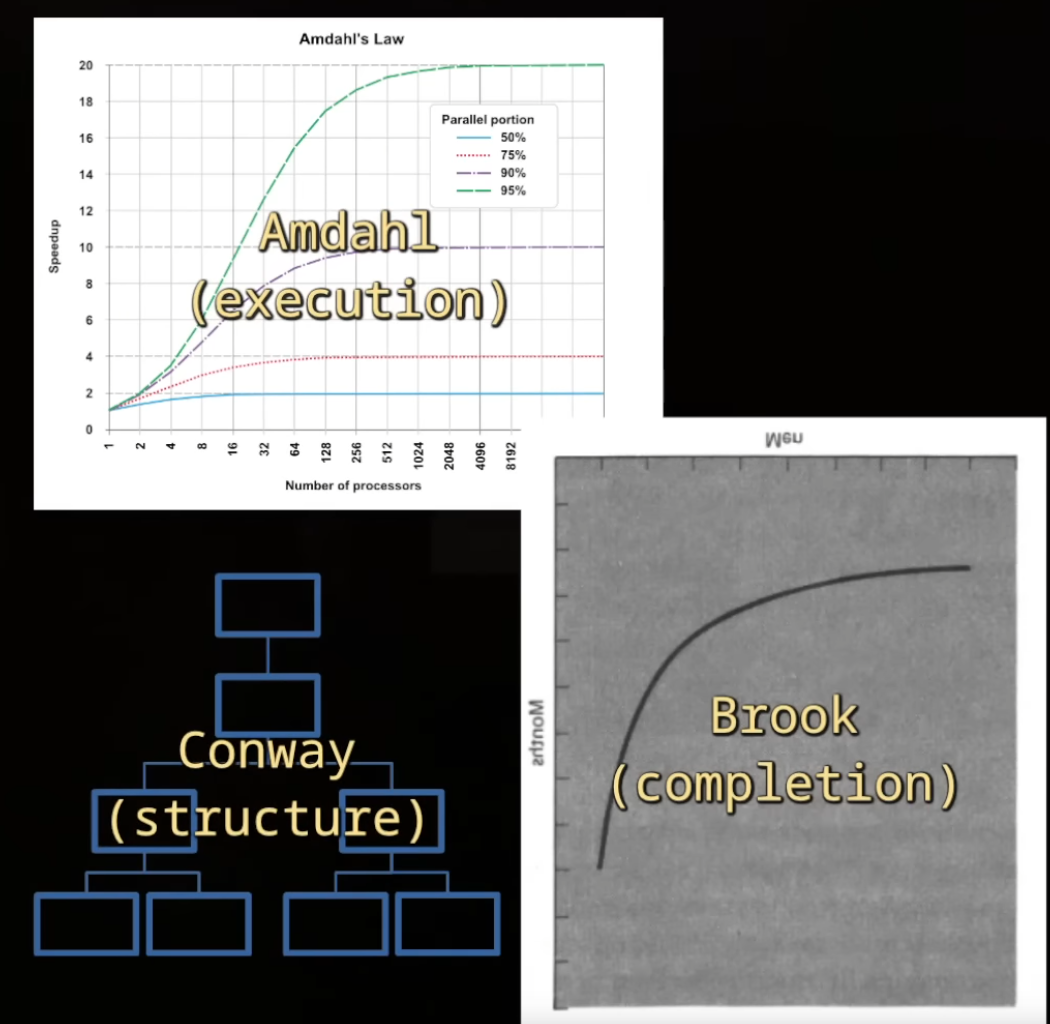 Amdahl's Law
20
18
16
14
12
10
8
6
4
2
0
Speedup
Parallel portion
50%
75%
90%
95%
1
2
4
8
16
32
64
128
256
512
1024
2048
4096
8192
Number of processors
Amdahl
(execution)
Conway
(structure)
Men
Months
Brook
(completion)